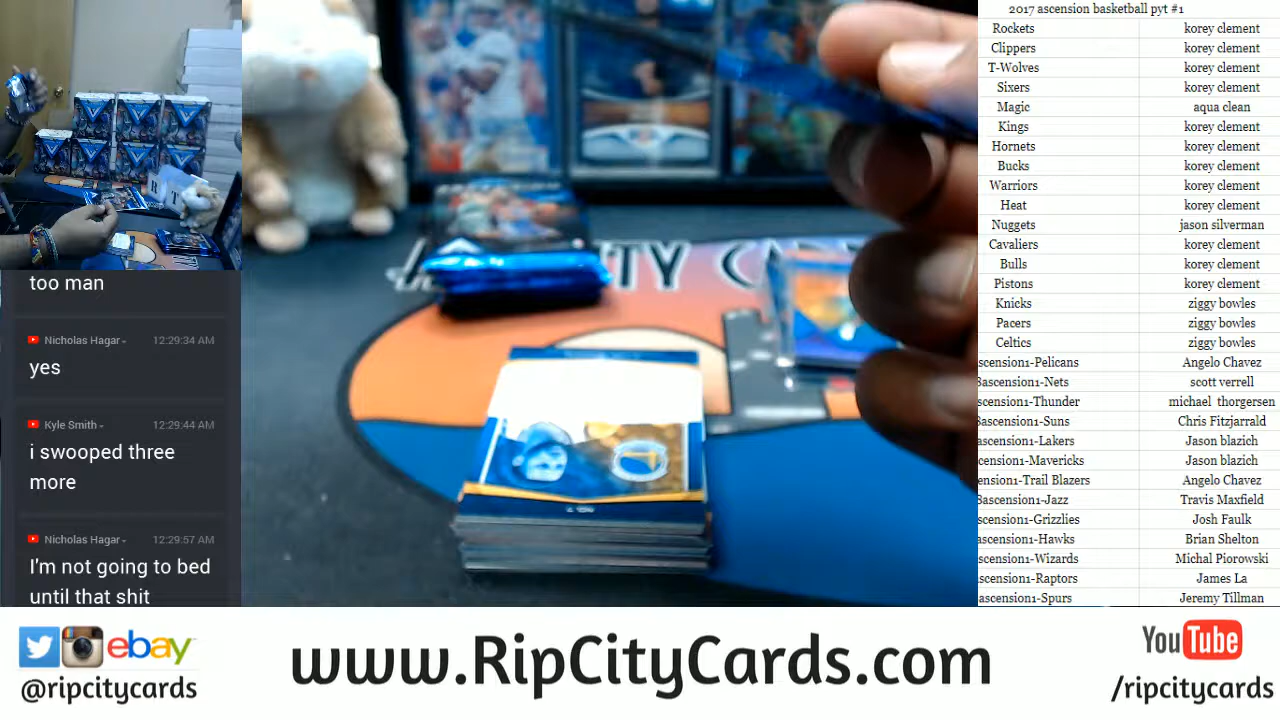 too man
Nicholas Hagar
12:29:34 AM
yes
Kyle Smith
12:29:44 AM
i swooped three
more
Nicholas Hagar
12:29:57 AM
I'm not going to bed
until that shit
R T
ITY C
2017 ascension basketball pyt #1
Rockets korey clement
Clippers korey clement
T-Wolves korey clement
Sixers korey clement
Magic aqua clean
Kings korey clement
Hornets korey clement
Bucks korey clement
Warriors korey clement
Heat korey clement
Nuggets jason silverman
Cavaliers korey clement
Bulls korey clement
Pistons korey clement
Knicks ziggy bowles
Pacers ziggy bowles
Celtics ziggy bowles
scension1-Pelicans Angelo Chavez
8ascension1-Nets scott verrell
scension1-Thunder michael thorgersen
8ascension1-Suns Chris Fitzjarrald
ascension1-Lakers Jason blazich
cension1-Mavericks Jason blazich
ension1-Trail Blazers Angelo Chavez
8ascension1-Jazz Travis Maxfield
scension1-Grizzlies Josh Faulk
ascension1-Hawks Brian Shelton
scension1-Wizards Michal Piorowski
scension1-Raptors James La
ascension1-Spurs Jeremy Tillman
ebay
@ripcitycards
www.RipCityCards.com
YouTube
/ripcitycards